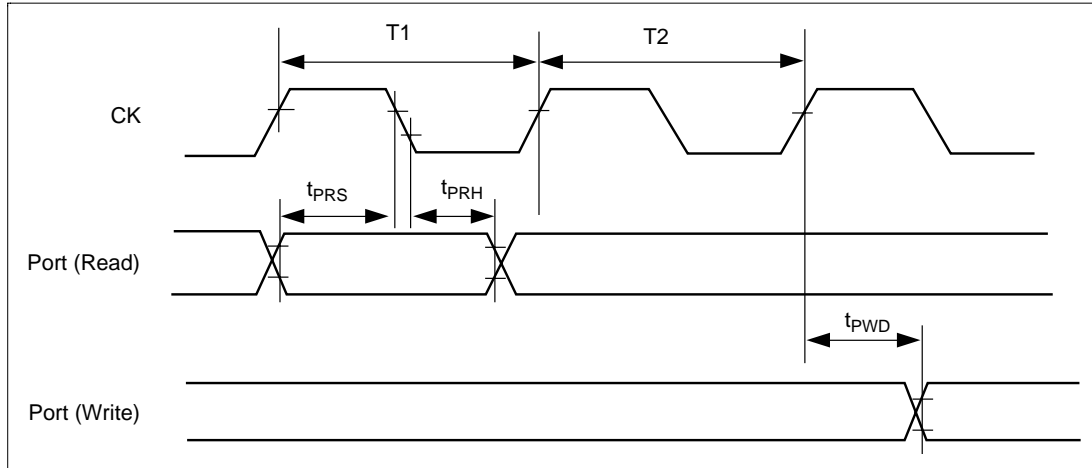 T1 T2
CK
tPRS tPRH
Port (Read)
tPWD
Port (Write)